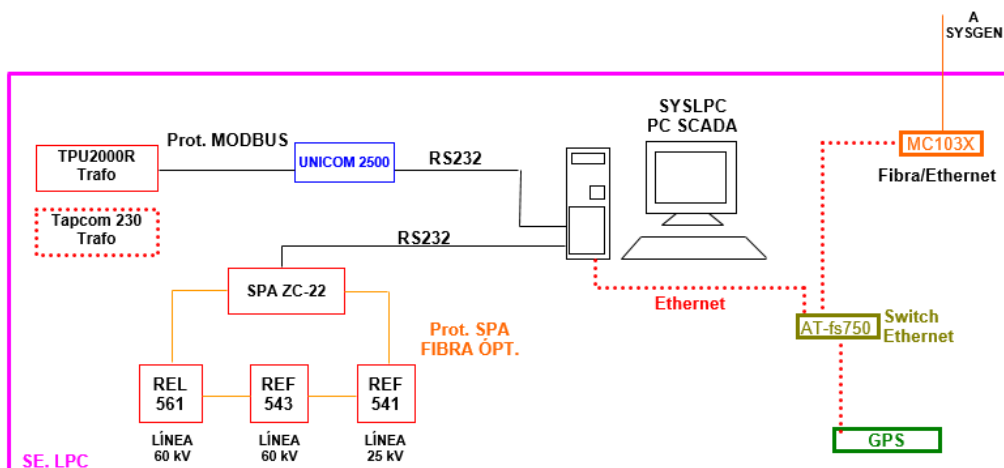 A
SYSGEN
SYSLPC
PC SCADA
Prot. MODBUS
TPU2000R
Trafo
UNICOM 2500
RS232
MC103X
Fibra/Ethernet
Tapcom 230
Trafo
RS232
SPA ZC-22
Ethernet
AT-fs750
Switch
Ethernet
Prot. SPA
FIBRA ÓPT.
REL
561
REF
543
REF
541
LÍNEA
60 kV
LÍNEA
60 kV
LÍNEA
25 kV
GPS
SE. LPC